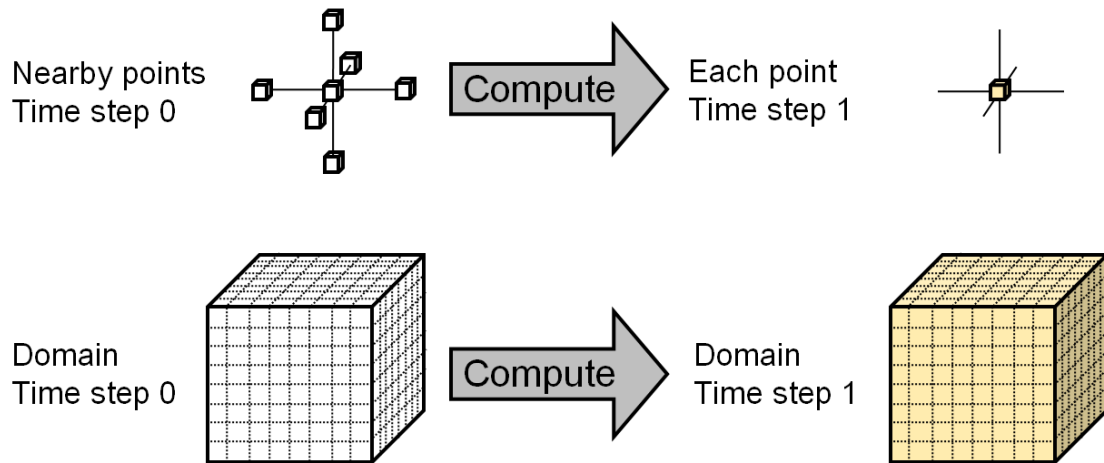 Nearby points
Time step 0
Compute
Each point
Time step 1
Domain
Time step 0
Compute
Domain
Time step 1